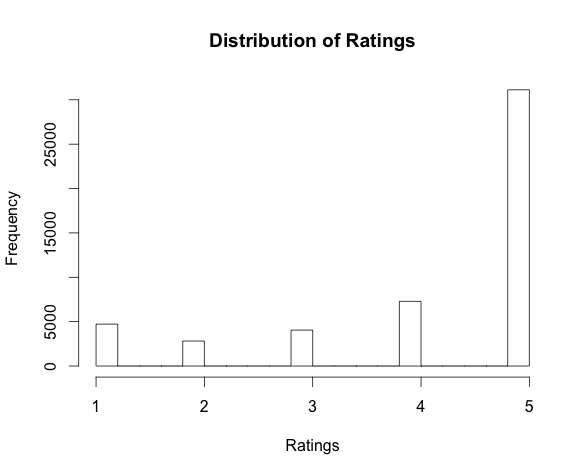 Distribution of Ratings
Frequency
25000
15000
5000
0
1 2 3 4 5
Ratings